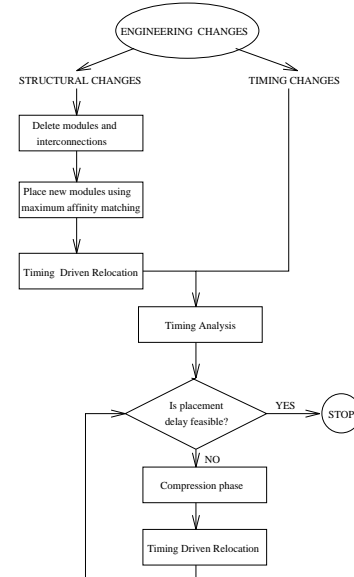 ENGINEERING CHANGES
STRUCTURAL CHANGES
TIMING CHANGES
Delete modules and
interconnections
Place new modules using
maximum affinity matching
Timing Driven Relocation
Timing Analysis
Is placement
delay feasible?
YES
STOP
NO
Compression phase
Timing Driven Relocation